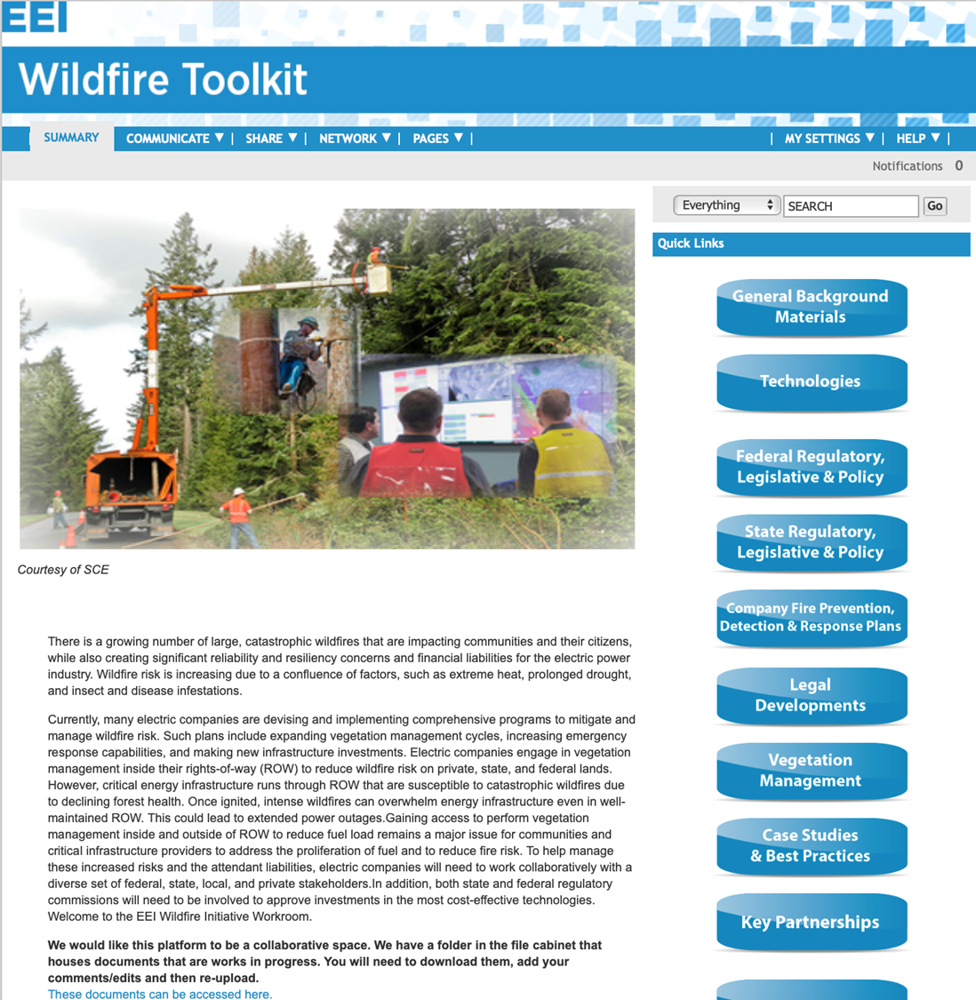 EEI
Wildfire Toolkit
SUMMARY
COMMUNICATE ▼ |
SHARE ▼ |
NETWORK ▼ |
PAGES ▼ |
| MY SETTINGS ▼ |
HELP ▼ |
Notifications 0
Everything
SEARCH
Go
Quick Links
General Background
Materials
Technologies
Federal Regulatory,
Legislative & Policy
State Regulatory,
Legislative & Policy
Company Fire Prevention,
Detection & Response Plans
Legal
Developments
Vegetation
Management
Case Studies
& Best Practices
Key Partnerships
Courtesy of SCE
There is a growing number of large, catastrophic wildfires that are impacting communities and their citizens,
while also creating significant reliability and resiliency concerns and financial liabilities for the electric power
industry. Wildfire risk is increasing due to a confluence of factors, such as extreme heat, prolonged drought,
and insect and disease infestations.
Currently, many electric companies are devising and implementing comprehensive programs to mitigate and
manage wildfire risk. Such plans include expanding vegetation management cycles, increasing emergency
response capabilities, and making new infrastructure investments. Electric companies engage in vegetation
management inside their rights-of-way (ROW) to reduce wildfire risk on private, state, and federal lands.
However, critical energy infrastructure runs through ROW that are susceptible to catastrophic wildfires due
to declining forest health. Once ignited, intense wildfires can overwhelm energy infrastructure even in well-
maintained ROW. This could lead to extended power outages.Gaining access to perform vegetation
management inside and outside of ROW to reduce fuel load remains a major issue for communities and
critical infrastructure providers to address the proliferation of fuel and to reduce fire risk. To help manage
these increased risks and the attendant liabilities, electric companies will need to work collaboratively with a
diverse set of federal, state, local, and private stakeholders.In addition, both state and federal regulatory
commissions will need to be involved to approve investments in the most cost-effective technologies.
Welcome to the EEI Wildfire Initiative Workroom.
We would like this platform to be a collaborative space. We have a folder in the file cabinet that
houses documents that are works in progress. You will need to download them, add your
comments/edits and then re-upload.
These documents can be accessed here.